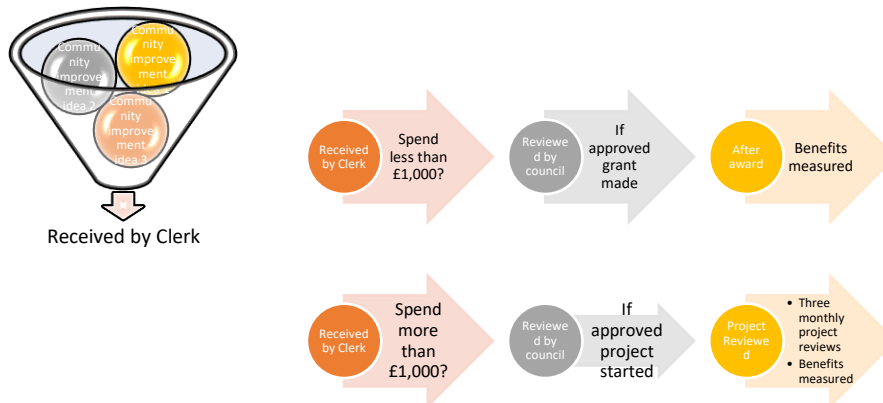 Commu
nity
improve
ment
idea 2
Commu
nity
improve
ment
Commu
nity
improve
ment
idea 3
Received by Clerk
Received
by Clerk
Spend
less than
£1,000?
Reviewe
d by
council
If
approved
grant
made
After
award
Benefits
measured
Received
by Clerk
Spend
more
than
£1,000?
Reviewe
d by
council
If
approved
project
started
Project
Reviewe
d
• Three
monthly
project
reviews
• Benefits
measured